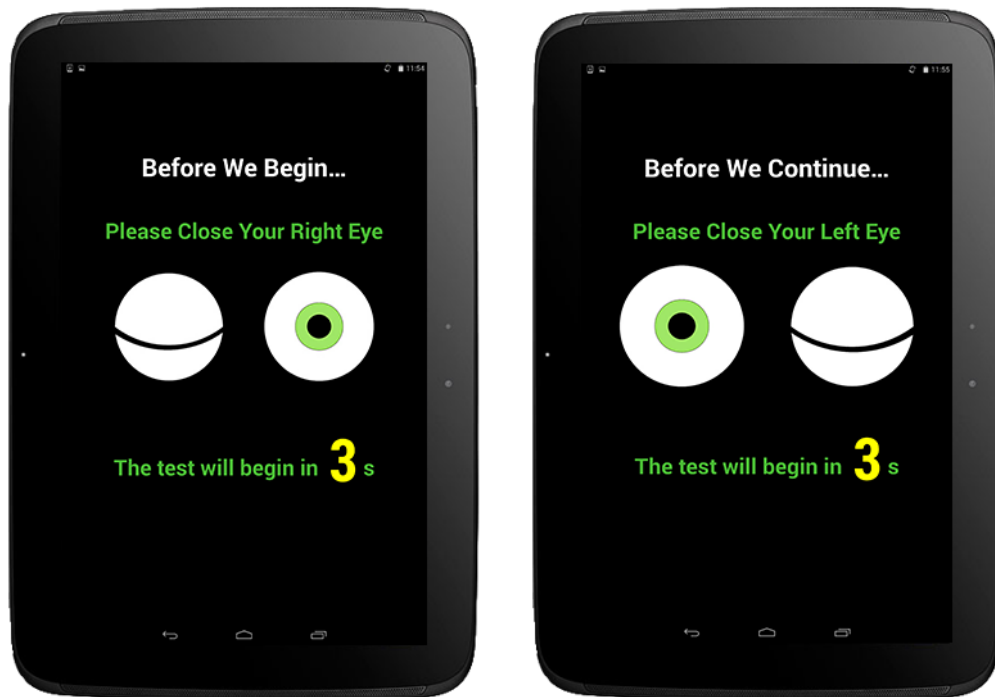 11:54
Before We Begin...
Please Close Your Right Eye
The test will begin in 3 s
11:55
Before We Continue...
Please Close Your Left Eye
The test will begin in 3 s